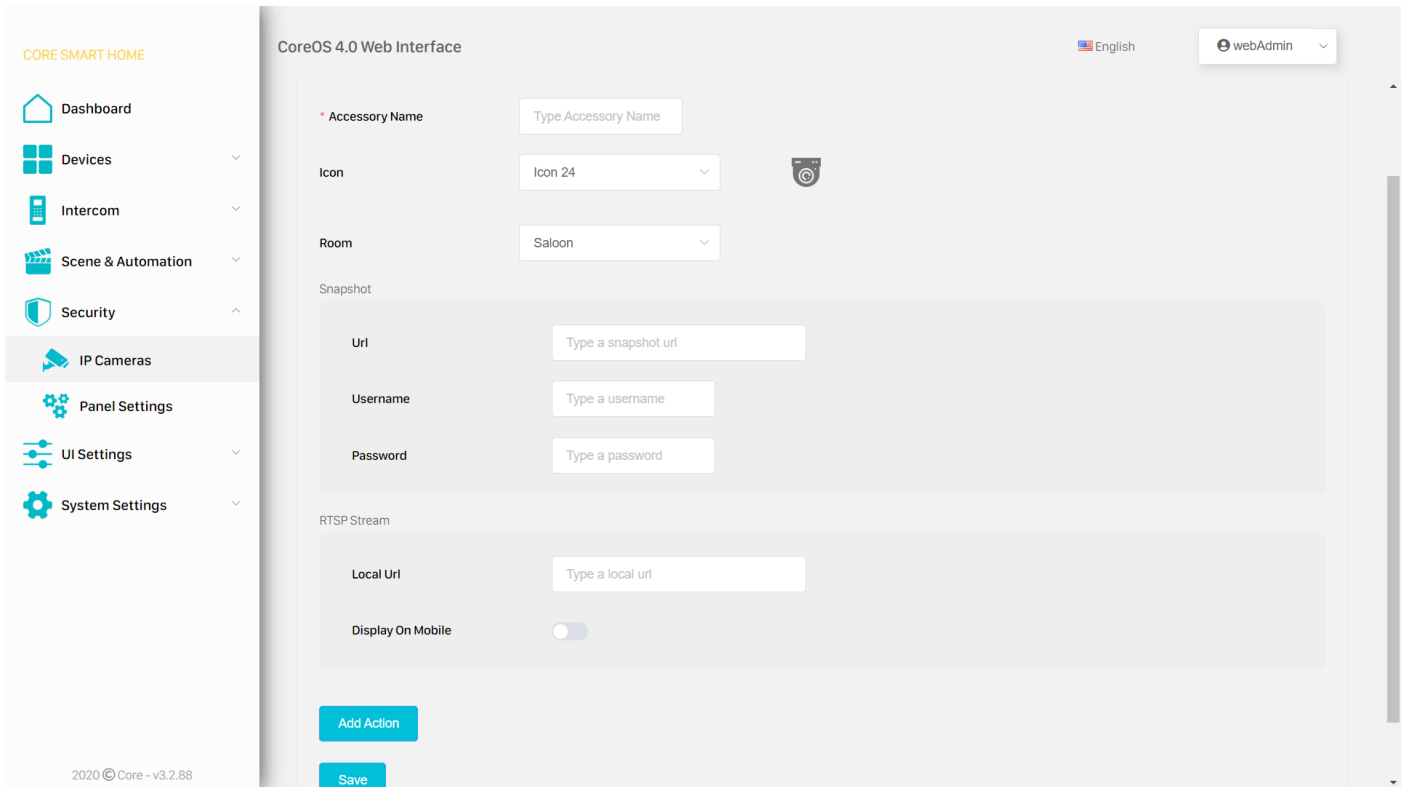 CORE SMART HOME
Dashboard
Devices
Intercom
Scene & Automation
Security
IP Cameras
Panel Settings
UI Settings
System Settings
2020 © Core - v3.2.88
CoreOS 4.0 Web Interface
English
webAdmin
* Accessory Name
Type Accessory Name
Icon
Icon 24
Room
Saloon
Snapshot
Url
Type a snapshot url
Username
Type a username
Password
Type a password
RTSP Stream
Local Url
Type a local url
Display On Mobile
Add Action
Save